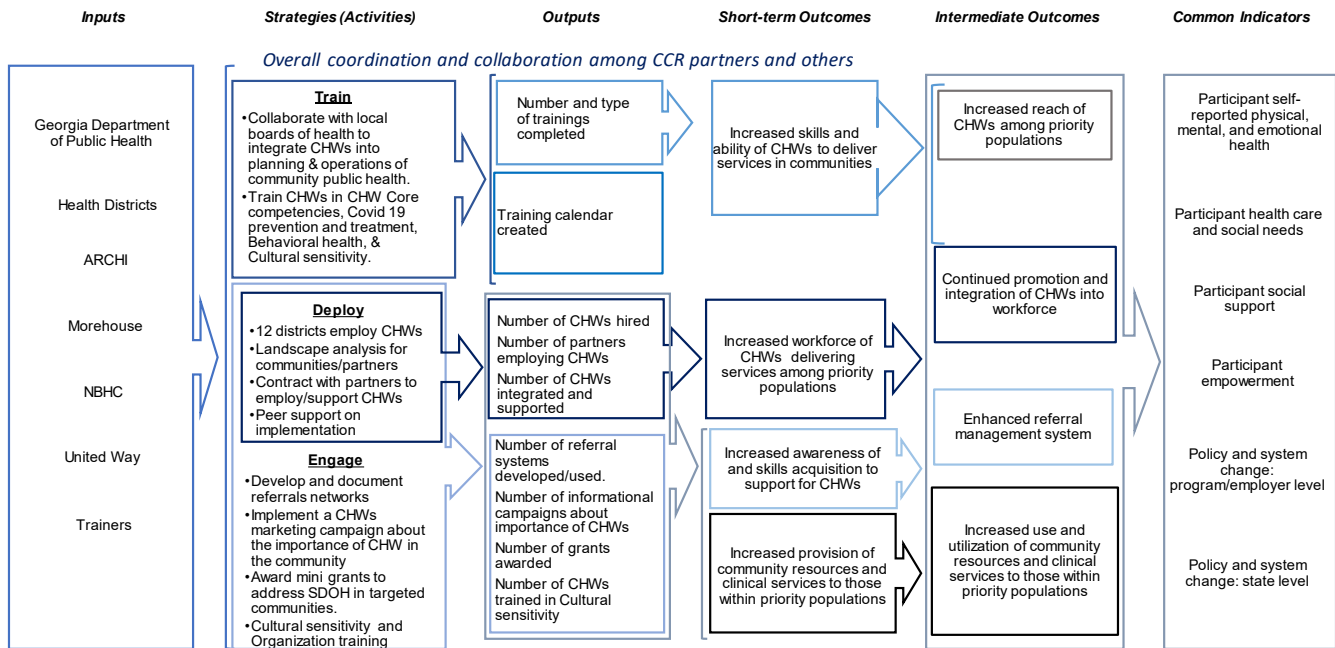 Inputs
Strategies (Activities)
Outputs
Short-term Outcomes
Intermediate Outcomes
Common Indicators
Overall coordination and collaboration among CCR partners and others
Georgia Department
of Public Health
Health Districts
ARCHI
Morehouse
NBHC
United Way
Trainers
Train
•Collaborate with local
boards of health to
integrate CHWs into
planning & operations of
community public health.
•Train CHWs in CHW Core
competencies, Covid 19
prevention and treatment,
Behavioral health, &
Cultural sensitivity.
Deploy
•12 districts employ CHWs
•Landscape analysis for
communities/partners
•Contract with partners to
employ/support CHWs
•Peer support on
implementation
Engage
•Develop and document
referrals networks
•Implement a CHWs
marketing campaign about
the importance of CHW in
the community
•Award mini grants to
address SDOH in targeted
communities.
•Cultural sensitivity and
Organization training
Number and type
of trainings
completed
Training calendar
created
Number of CHWs hired
Number of partners
employing CHWs
Number of CHWs
integrated and
supported
Number of referral
systems
developed/used.
Number of informational
campaigns about
importance of CHWs
Number of grants
awarded
Number of CHWs
trained in Cultural
sensitivity
Increased skills and
ability of CHWs to deliver
services in communities
Increased workforce of
CHWs delivering
services among priority
populations
Increased awareness of
and skills acquisition to
support for CHWs
Increased provision of
community resources and
clinical services to those
within priority populations
Increased reach of
CHWs among priority
populations
Continued promotion and
integration of CHWs into
workforce
Enhanced referral
management system
Increased use and
utilization of community
resources and clinical
services to those within
priority populations
Participant self-
reported physical,
mental, and emotional
health
Participant health care
and social needs
Participant social
support
Participant
empowerment
Policy and system
change:
program/employer level
Policy and system
change: state level